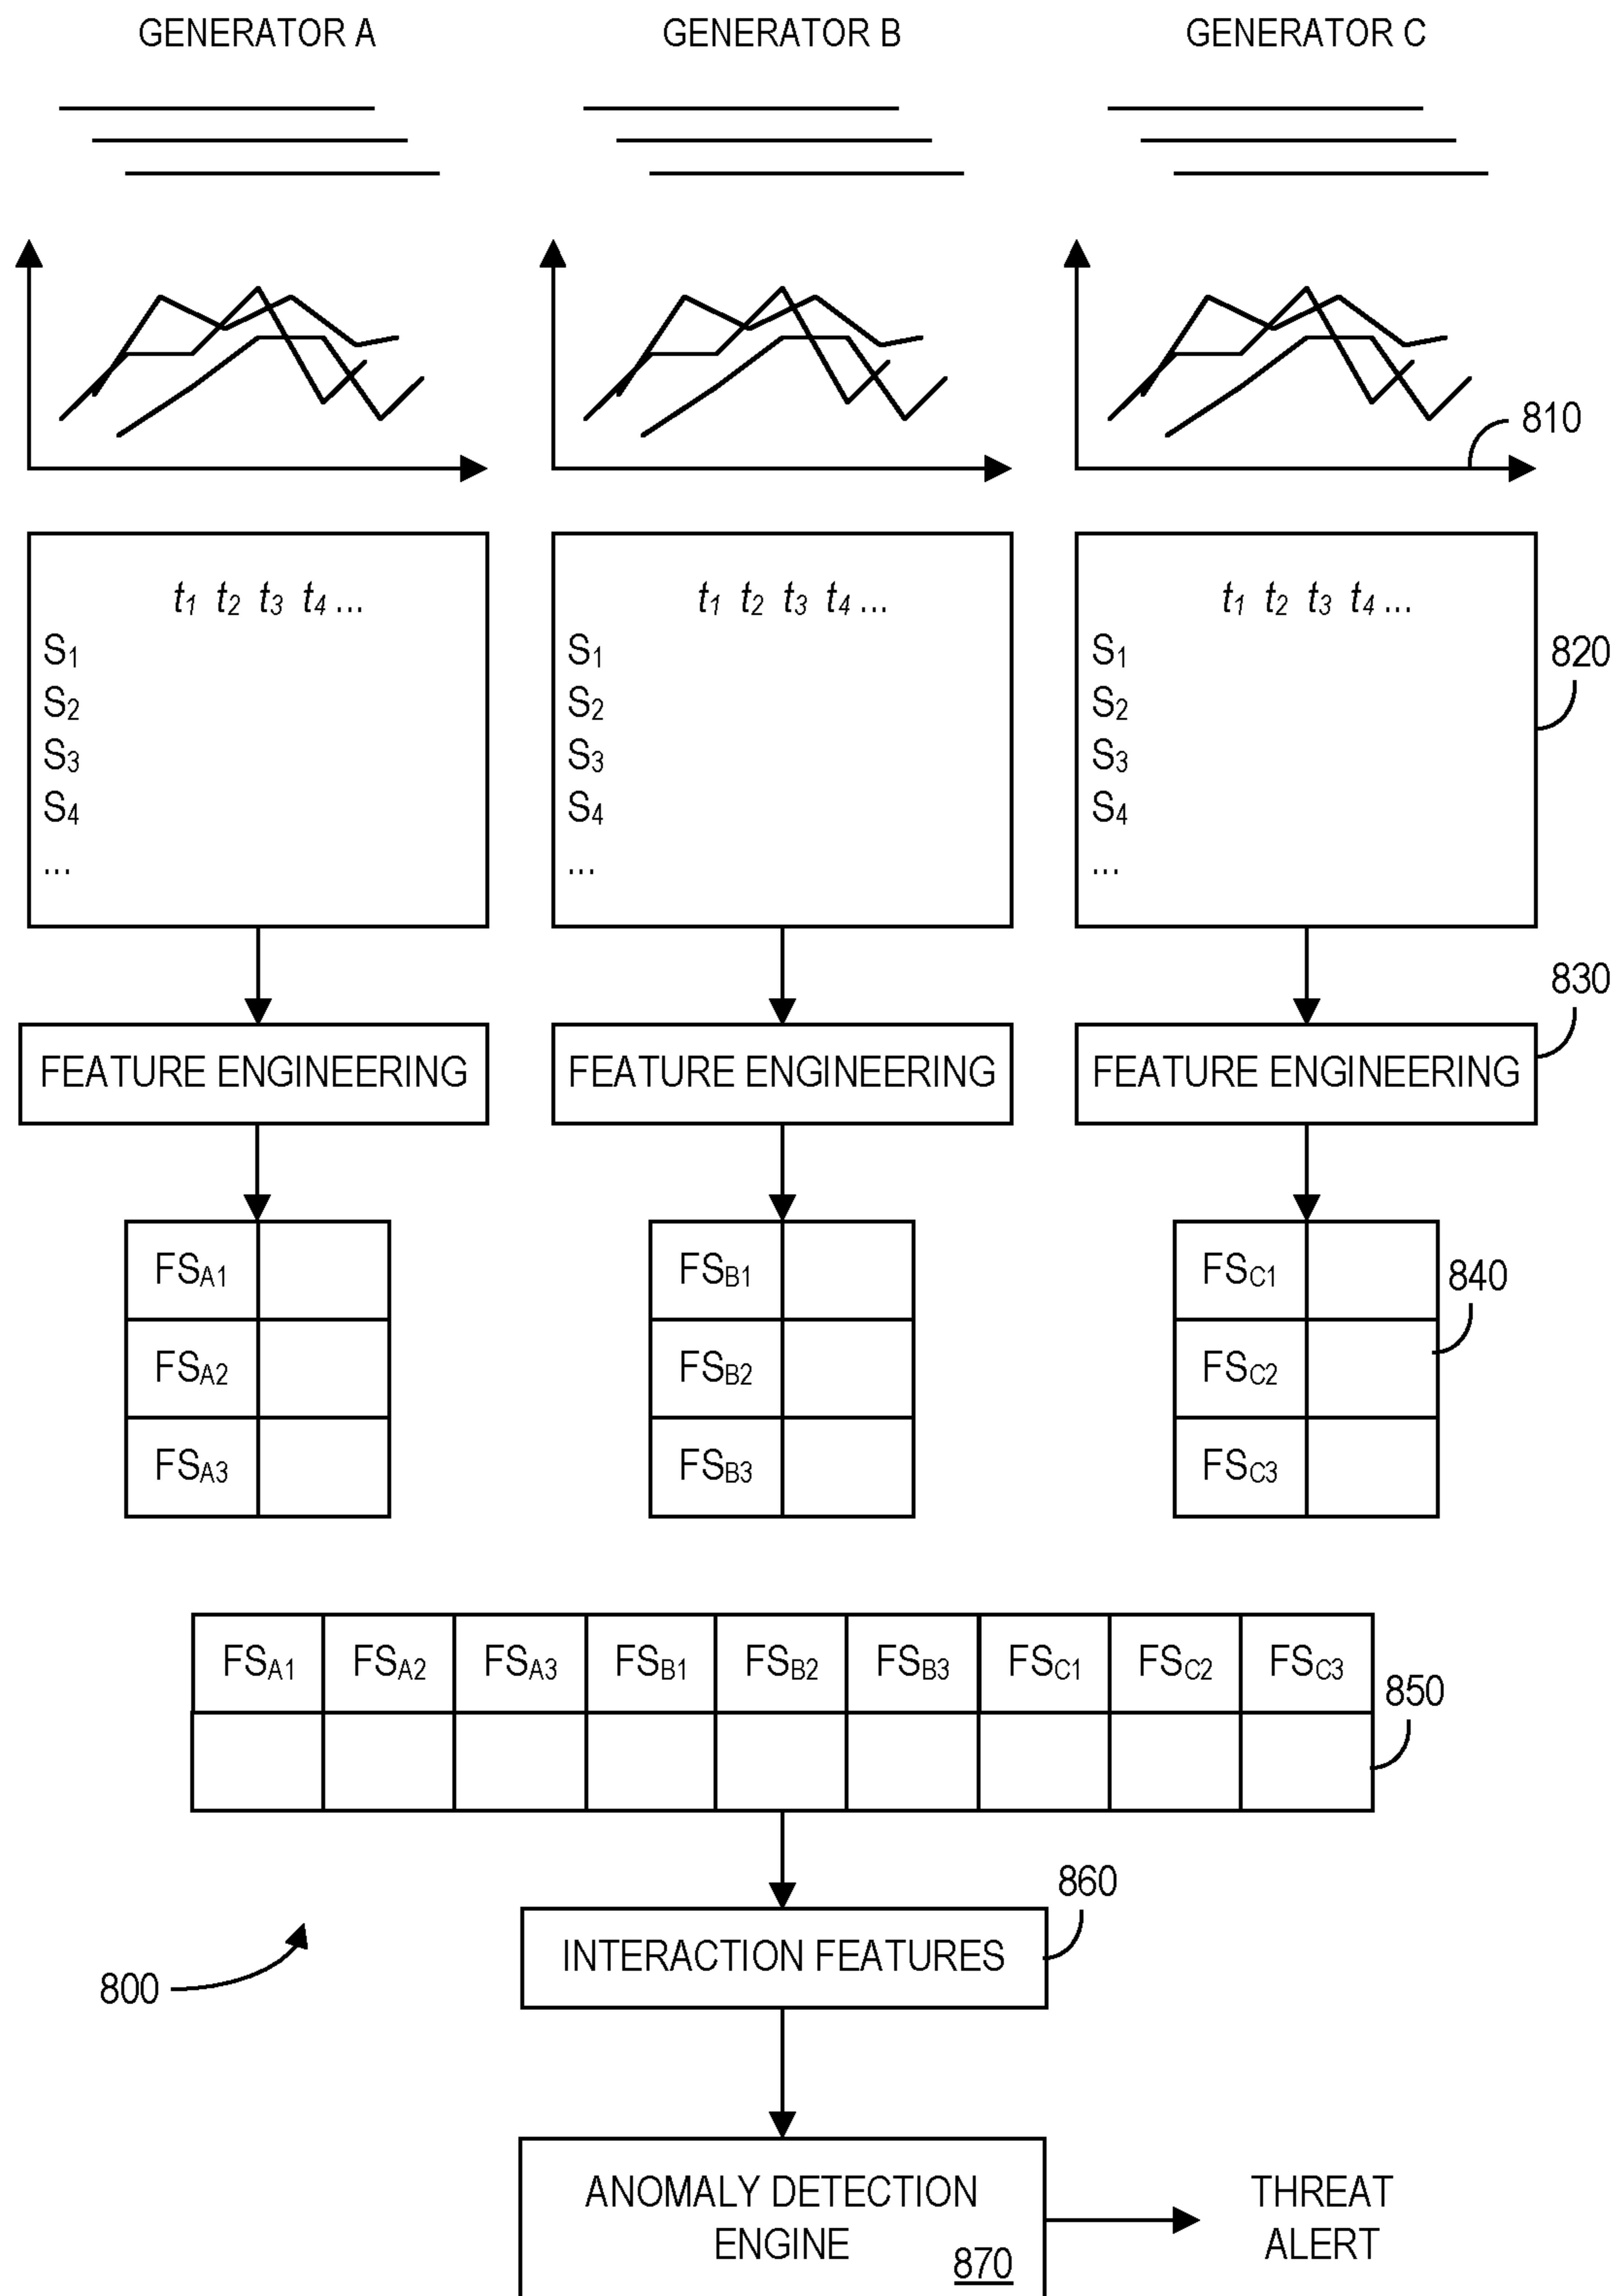 GENERATOR A GENERATOR B GENERATOR C
810
t1 t2 t3 t4 ... t1 t2 t3 t4 ... t1 t2 t3 t4 ...
S1 S1 S1 820
S2 S2 S2
S3 S3 S3
S4 S4 S4
... ... ...
830
FEATURE ENGINEERING FEATURE ENGINEERING FEATURE ENGINEERING
FSA1 FSB1 FSC1 840
FSA2 FSB2 FSC2
FSA3 FSB3 FSC3
FSA1 FSA2 FSA3 FSB1 FSB2 FSB3 FSC1 FSC2 FSC3
850
860
INTERACTION FEATURES
800
ANOMALY DETECTION THREAT
ENGINE ALERT
870